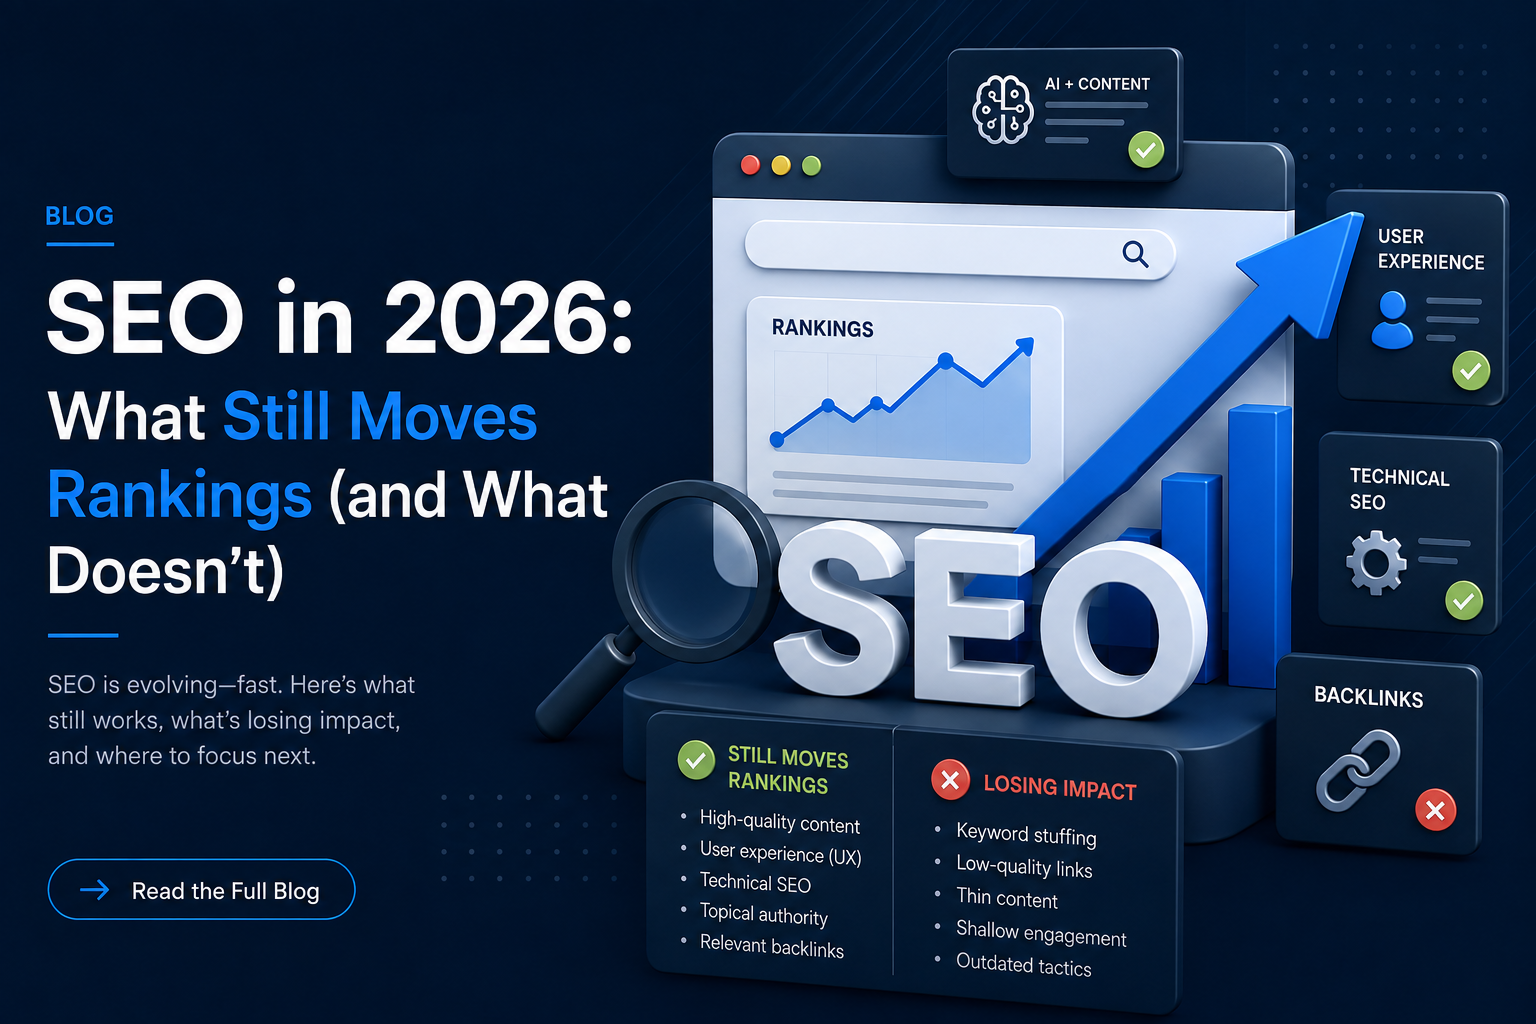 BLOG
SEO in 2026:
What Still Moves
Rankings (and What
Doesn't)
SEO is evolving—fast. Here's what
still works, what's losing impact,
and where to focus next.
Read the Full Blog
AI + CONTENT
RANKINGS
USER
EXPERIENCE
TECHNICAL
SEO
BACKLINKS
SEO
STILL MOVES
RANKINGS
• High-quality content
• User experience (UX)
• Technical SEO
• Topical authority
• Relevant backlinks
LOSING IMPACT
• Keyword stuffing
• Low-quality links
• Thin content
• Shallow engagement
• Outdated tactics